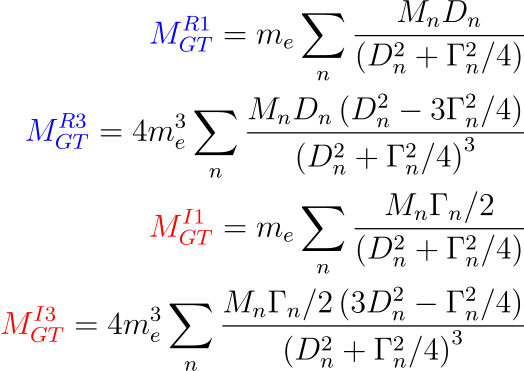 M_{GT}^{R1} = m_e \sum_n \frac{M_n D_n}{(D_n^2 + \Gamma_n^2/4)}
M_{GT}^{R3} = 4m_e^3 \sum_n \frac{M_n D_n (D_n^2 - 3\Gamma_n^2/4)}{(D_n^2 + \Gamma_n^2/4)^3}
M_{GT}^{I1} = m_e \sum_n \frac{M_n \Gamma_n/2}{(D_n^2 + \Gamma_n^2/4)}
M_{GT}^{I3} = 4m_e^3 \sum_n \frac{M_n \Gamma_n/2 (3D_n^2 - \Gamma_n^2/4)}{(D_n^2 + \Gamma_n^2/4)^3}